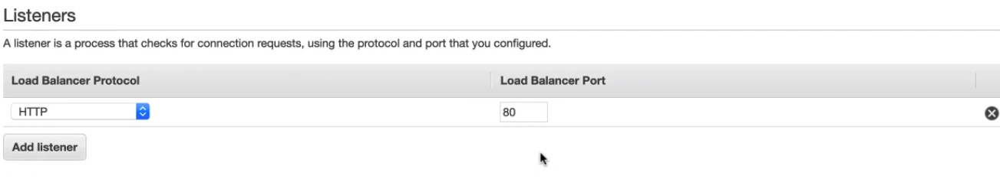 Listeners
A listener is a process that checks for connection requests, using the protocol and port that you configured.
Load Balancer Protocol Load Balancer Port
HTTP 80
Add listener